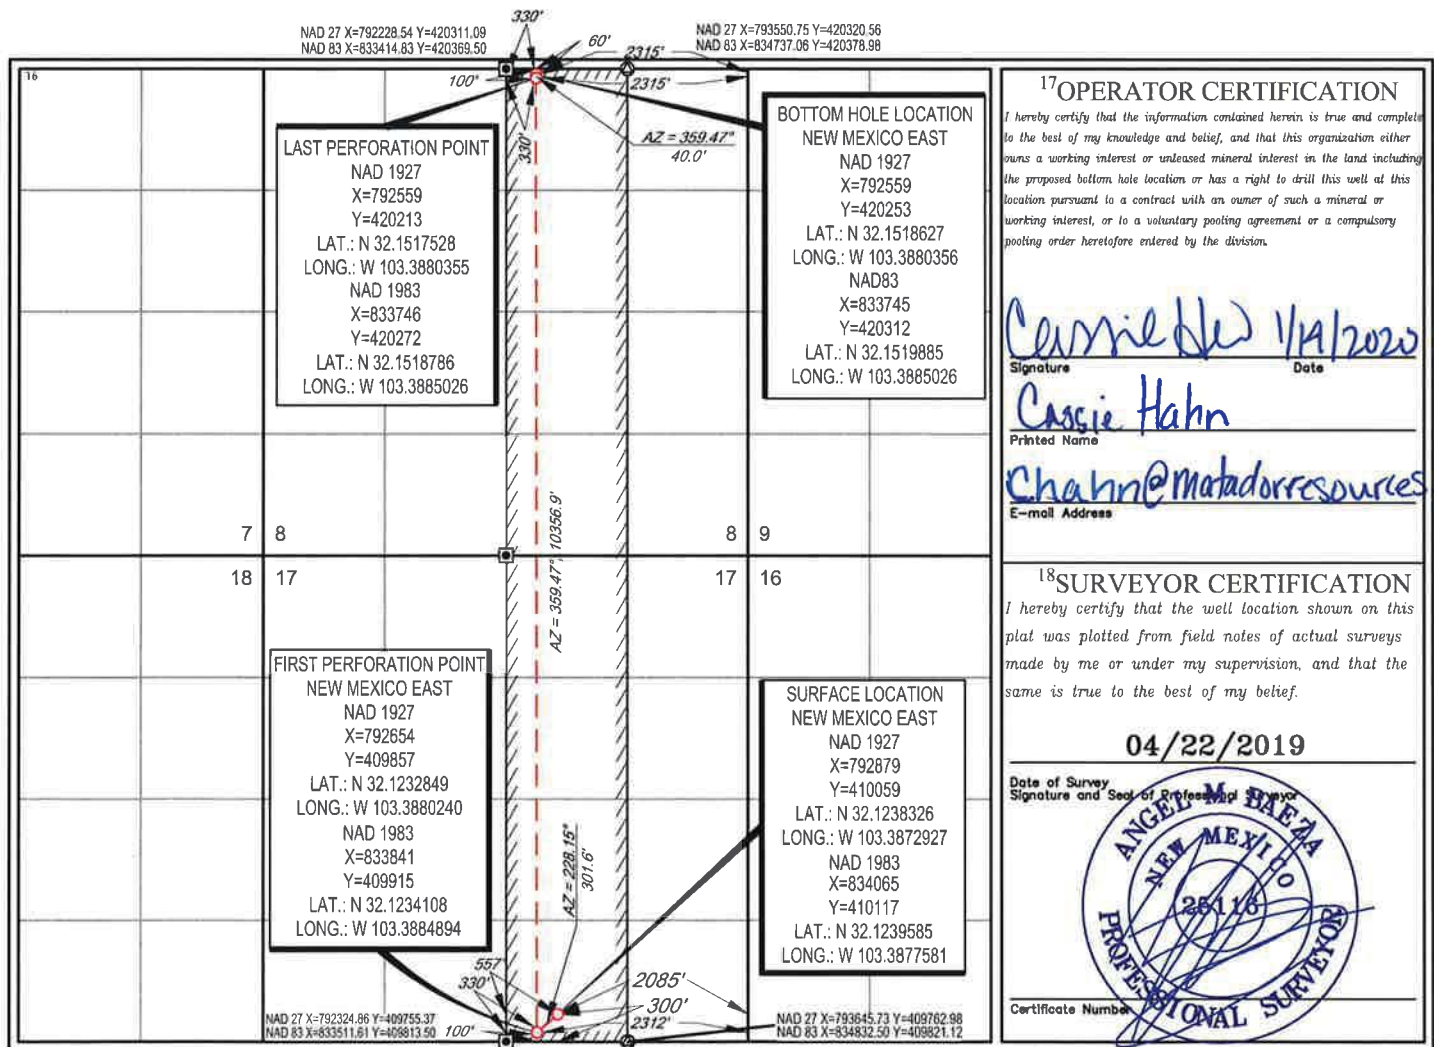 330'
NAD 27 X=792228.54 Y=420311.09
NAD 83 X=833414.83 Y=420369.50
60'
2315'
NAD 27 X=793550.75 Y=420320.56
NAD 83 X=834737.06 Y=420378.98
16
100'
2315'
330'
AZ = 359.47°
40.0'
LAST PERFORATION POINT
NAD 1927
X=792559
Y=420213
LAT.: N 32.1517528
LONG.: W 103.3880355
NAD 1983
X=833746
Y=420272
LAT.: N 32.1518786
LONG.: W 103.3885026
BOTTOM HOLE LOCATION
NEW MEXICO EAST
NAD 1927
X=792559
Y=420253
LAT.: N 32.1518627
LONG.: W 103.3880356
NAD83
X=833745
Y=420312
LAT.: N 32.1519885
LONG.: W 103.3885026
7 8
8 9
18 17
17 16
AZ = 359.47°, 10356.9'
FIRST PERFORATION POINT
NEW MEXICO EAST
NAD 1927
X=792654
Y=409857
LAT.: N 32.1232849
LONG.: W 103.3880240
NAD 1983
X=833841
Y=409915
LAT.: N 32.1234108
LONG.: W 103.3884894
AZ = 228.15°
301.6'
SURFACE LOCATION
NEW MEXICO EAST
NAD 1927
X=792879
Y=410059
LAT.: N 32.1238326
LONG.: W 103.3872927
NAD 1983
X=834065
Y=410117
LAT.: N 32.1239585
LONG.: W 103.3877581
557'
330'
2085'
300'
2312'
NAD 27 X=792324.86 Y=409755.37
NAD 83 X=833511.61 Y=409813.50
100'
NAD 27 X=793645.73 Y=409762.98
NAD 83 X=834832.50 Y=409821.12
17 OPERATOR CERTIFICATION
I hereby certify that the information contained herein is true and complete
to the best of my knowledge and belief, and that this organization either
owns a working interest or unleased mineral interest in the land including
the proposed bottom hole location or has a right to drill this well at this
location pursuant to a contract with an owner of such a mineral or
working interest, or to a voluntary pooling agreement or a compulsory
pooling order heretofore entered by the division.
1/14/2020
Signature Date
Cassie Hahn
Printed Name
Chahn@matadorresources
E-mail Address
18 SURVEYOR CERTIFICATION
I hereby certify that the well location shown on this
plat was plotted from field notes of actual surveys
made by me or under my supervision, and that the
same is true to the best of my belief.
04/22/2019
Date of Survey
Signature and Seal of Professional Surveyor
ANGEL M. BAEZA
NEW MEXICO
25116
PROFESSIONAL SURVEYOR
Certificate Number